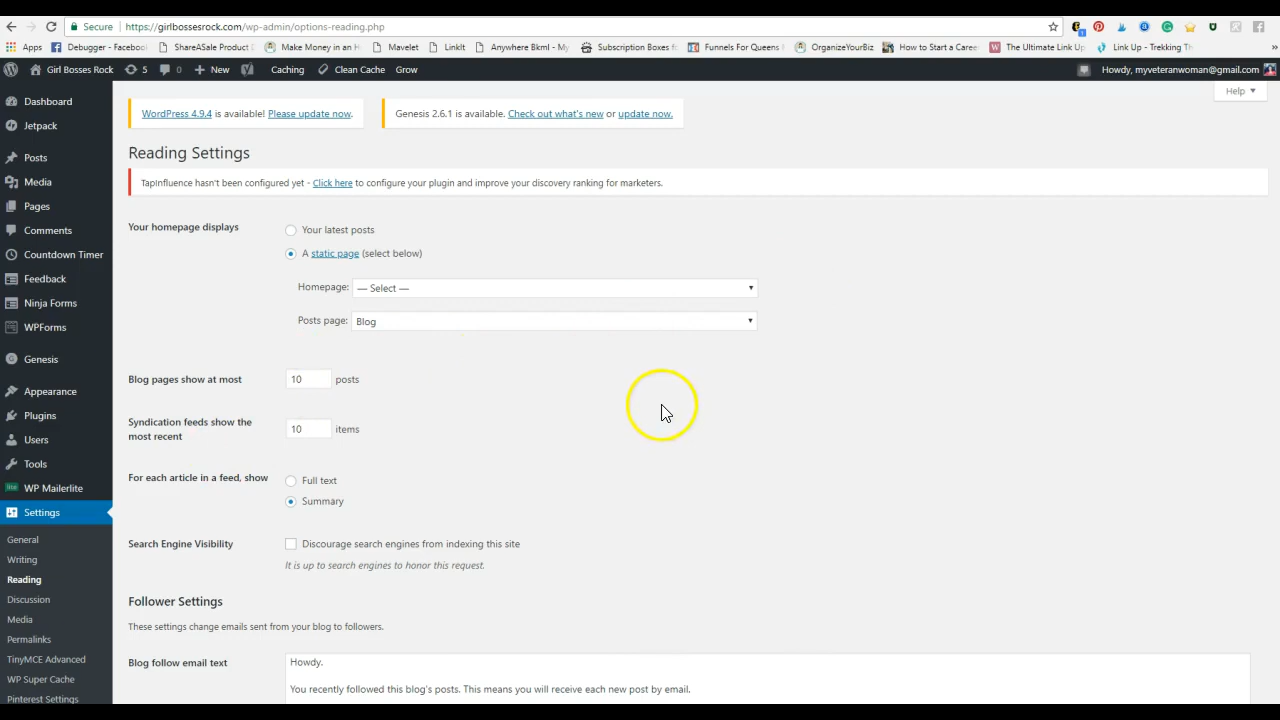 Secure https://girlbossesrock.com/wp-admin/options-reading.php
Apps Debugger - Faceboo ShareASale Product D Make Money in an H Mavelet LinkIt Anywhere Bkml - My Subscription Boxes fo Funnels For Queens F OrganizeYourBiz How to Start a Caree The Ultimate Link Up Link Up - Trekking Th »
Girl Bosses Rock 5 0 + New Caching Clean Cache Grow Howdy, myveteranwoman@gmail.com
Help ▼
Dashboard
Jetpack
Posts
Media
Pages
Comments
Countdown Timer
Feedback
Ninja Forms
WPForms
Genesis
Appearance
Plugins
Users
Tools
lite WP Mailerlite
Settings
General
Writing
Reading
Discussion
Media
Permalinks
TinyMCE Advanced
WP Super Cache
Pinterest Settings
WordPress 4.9.4 is available! Please update now.
Genesis 2.6.1 is available. Check out what's new or update now.
Reading Settings
TapInfluence hasn't been configured yet - Click here to configure your plugin and improve your discovery ranking for marketers.
Your homepage displays
Your latest posts
A static page (select below)
Homepage: — Select —
Posts page: Blog
Blog pages show at most 10 posts
Syndication feeds show the
most recent
10 items
For each article in a feed, show
Full text
Summary
Search Engine Visibility
Discourage search engines from indexing this site
It is up to search engines to honor this request.
Follower Settings
These settings change emails sent from your blog to followers.
Blog follow email text
Howdy.
You recently followed this blog's posts. This means you will receive each new post by email.